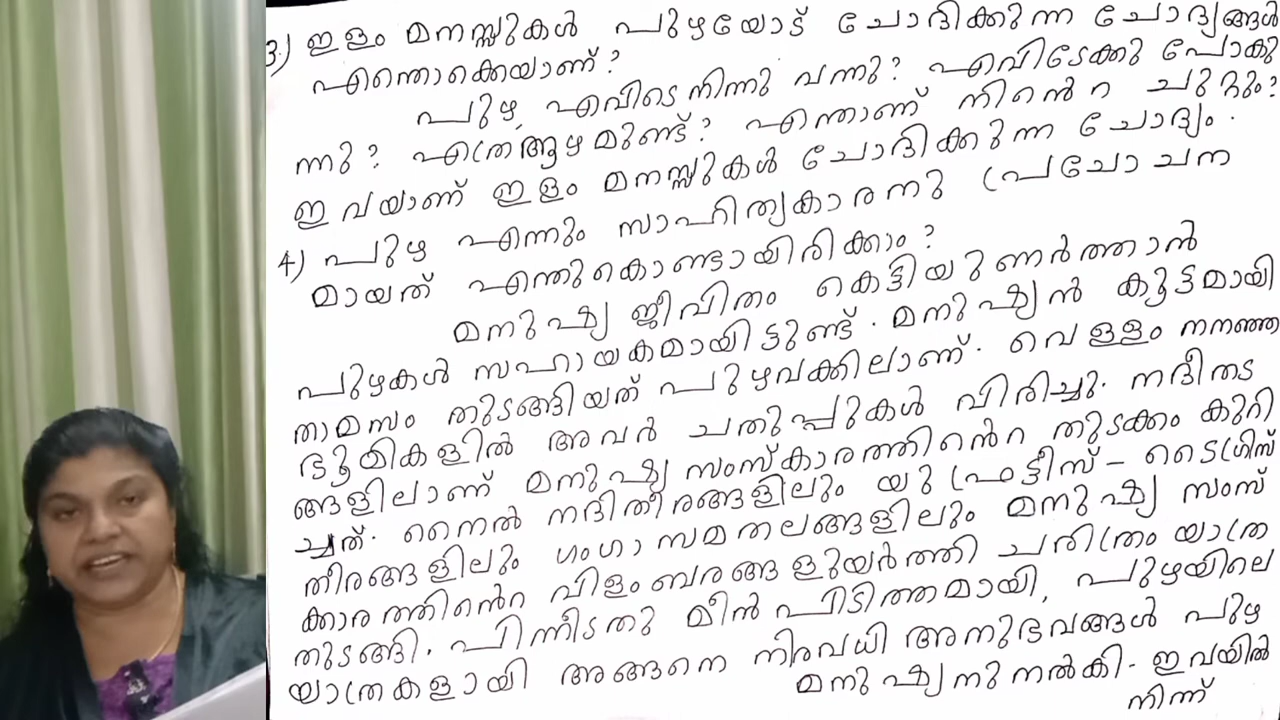 3) ഇളം മനസ്സുകൾ പുഴയോട് ചോദിക്കുന്ന ചോദ്യങ്ങൾ
എന്തൊക്കെയാണ്?
പുഴ, എവിടെ നിന്നു വന്നു? എവിടേക്കു പോകു
ന്നു? എത്ര ആഴമുണ്ട്? എന്താണ് നിൻെറ ചുറ്റും?
ഇവയാണ് ഇളം മനസ്സുകൾ ചോദിക്കുന്ന ചോദ്യം.
4) പുഴ എന്നും സാഹിത്യകാരനു പ്രചോചന
മായത് എന്തുകൊണ്ടായിരിക്കാം?
മനുഷ്യ ജീവിതം കെട്ടിയുണർത്താൻ
പുഴകൾ സഹായകമായിട്ടുണ്ട്. മനുഷ്യൻ കൂട്ടമായി
താമസം തുടങ്ങിയത് പുഴവക്കിലാണ്. വെള്ളം നനഞ്ഞ
ഭൂമികളിൽ അവർ ചതുപ്പുകൾ വിരിച്ചു. നദീതട
ങ്ങളിലാണ് മനുഷ്യ സംസ്കാരത്തിൻെറ തുടക്കം കുറി
ച്ചത്. നൈൽ നദിതീരങ്ങളിലും യുഫ്രട്ടീസ് - ടൈഗ്രിസ്
തീരങ്ങളിലും ഗംഗാ സമതലങ്ങളിലും മനുഷ്യ സംസ്
ക്കാരത്തിൻെറ വിളംബരങ്ങളുയർത്തി ചരിത്രം യാത്ര
തുടങ്ങി. പിന്നീടതു മീൻ പിടിത്തമായി, പുഴയിലെ
യാത്രകളായി അങ്ങനെ നിരവധി അനുഭവങ്ങൾ പുഴ
മനുഷ്യനു നൽകി - ഇവയിൽ
നിന്ന്